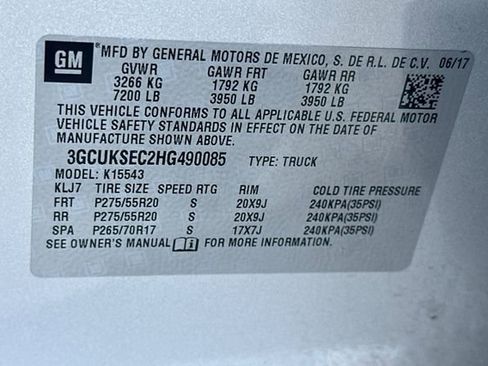 GM MFD BY GENERAL MOTORS DE MEXICO, S. DE R.L. DE C.V. 06/17
GVWR GAWR FRT GAWR RR
3266 KG 1792 KG 1792 KG
7200 LB 3950 LB 3950 LB
THIS VEHICLE CONFORMS TO ALL APPLICABLE U.S. FEDERAL MOTOR
VEHICLE SAFETY STANDARDS IN EFFECT ON THE DATE OF
MANUFACTURE SHOWN ABOVE.
3GCUKSEC2HG490085 TYPE: TRUCK
MODEL: K15543
KLJ7 TIRE SIZE SPEED RTG RIM COLD TIRE PRESSURE
FRT P275/55R20 S 20X9J 240KPA(35PSI)
RR P275/55R20 S 20X9J 240KPA(35PSI)
SPA P265/70R17 S 17X7J 240KPA(35PSI)
SEE OWNER'S MANUAL FOR MORE INFORMATION.